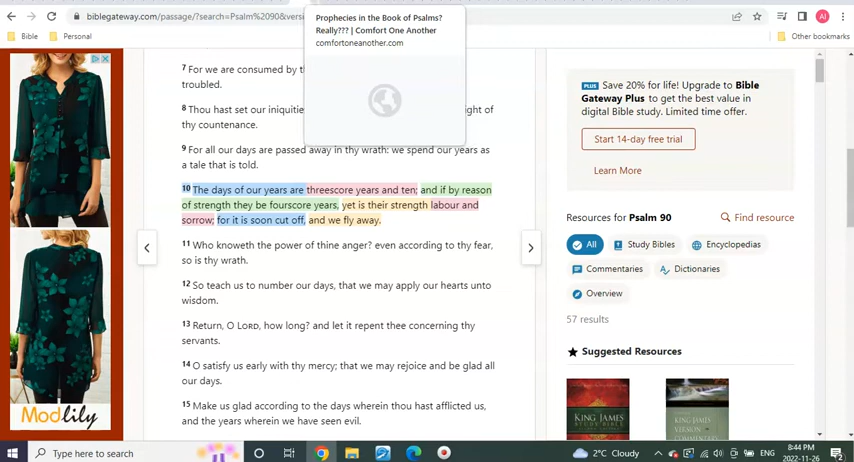 biblegateway.com/passage/?search=Psalm%2090&versi
Prophecies in the Book of Psalms?
Really??? | Comfort One Another
comfortoneanother.com
AI
Bible
Personal
Other bookmarks
7 For we are consumed by th
troubled.
8 Thou hast set our iniquitie
ight of
thy countenance.
9 For all our days are passed away in thy wrath: we spend our years as
a tale that is told.
10 The days of our years are threescore years and ten; and if by reason
of strength they be fourscore years, yet is their strength labour and
sorrow; for it is soon cut off, and we fly away.
11 Who knoweth the power of thine anger? even according to thy fear,
so is thy wrath.
12 So teach us to number our days, that we may apply our hearts unto
wisdom.
13 Return, O LORD, how long? and let it repent thee concerning thy
servants.
14 O satisfy us early with thy mercy; that we may rejoice and be glad all
our days.
15 Make us glad according to the days wherein thou hast afflicted us,
and the years wherein we have seen evil.
Modlily
PLUS Save 20% for life! Upgrade to Bible
Gateway Plus to get the best value in
digital Bible study. Limited time offer.
Start 14-day free trial
Learn More
Resources for Psalm 90
Find resource
All
Study Bibles
Encyclopedias
Commentaries
Dictionaries
Overview
57 results
Suggested Resources
KING JAMES
STUDY BIBLE
KING JAMES
VERSION
COMMENTARY
Type here to search
2°C Cloudy
ENG
8:44 PM
2022-11-26
2